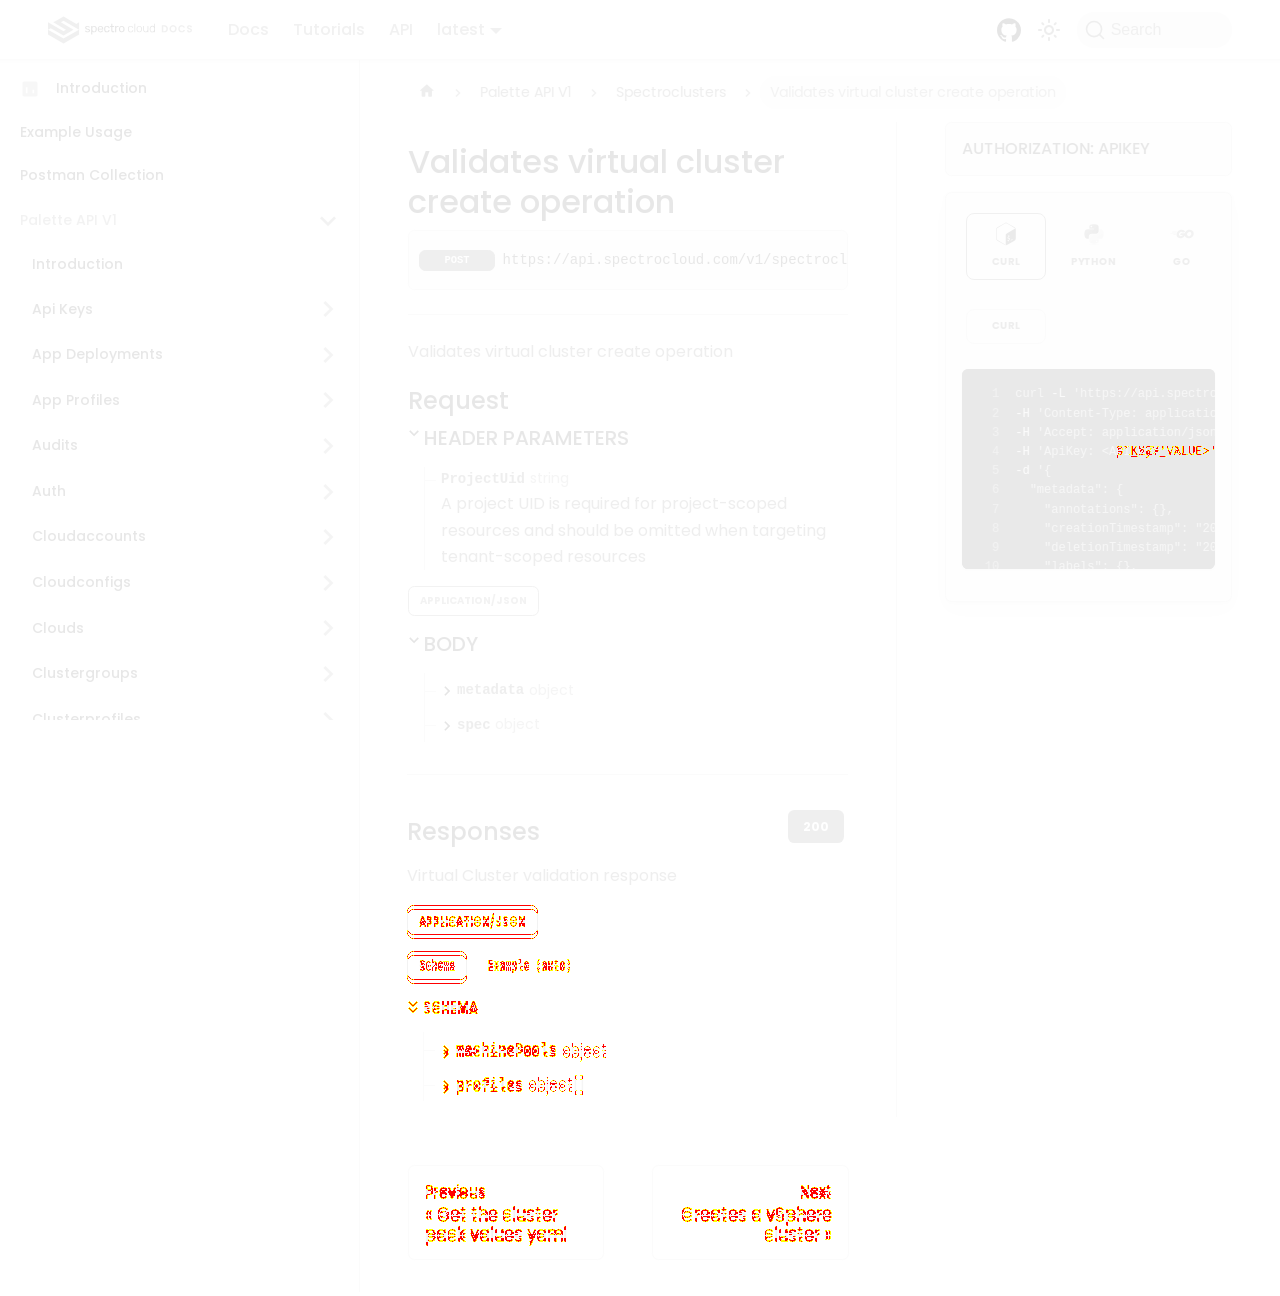 spectro cloud DOCS
Docs
Tutorials
API
latest
Search
Introduction
Example Usage
Postman Collection
Palette API V1
Introduction
Api Keys
App Deployments
App Profiles
Audits
Auth
Cloudaccounts
Cloudconfigs
Clouds
Clustergroups
Clusterprofiles
Palette API V1
Spectroclusters
Validates virtual cluster create operation
Validates virtual cluster
create operation
POST https://api.spectrocloud.com/v1/spectrocl
Validates virtual cluster create operation
Request
HEADER PARAMETERS
ProjectUid string
A project UID is required for project-scoped
resources and should be omitted when targeting
tenant-scoped resources
APPLICATION/JSON
BODY
metadata object
spec object
Responses
200
Virtual Cluster validation response
APPLICATION/JSON
Schema
Example (auto)
SCHEMA
machinePools object
profiles object
Previous
« Get the cluster
pack values yaml
Next
Creates a vSphere
cluster »
AUTHORIZATION: APIKEY
CURL
PYTHON
GO
GO
CURL
1 curl -L 'https://api.spectro
2 -H 'Content-Type: applicatio
3 -H 'Accept: application/json
4 -H 'ApiKey: VALUE>'
5 -d '{
6 "metadata": {
7 "annotations": {},
8 "creationTimestamp": "20
9 "deletionTimestamp": "20
10 "labels": {}